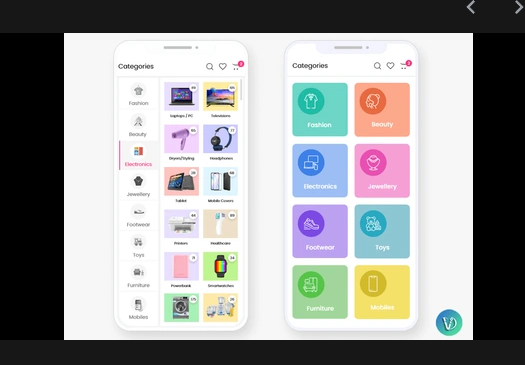 Categories
3
Fashion
Beauty
Electronics
Jewellery
Footwear
Toys
Furniture
Mobiles
Laptops / PC
Televisions
Dryers/Styling
Headphones
Tablet
Mobile Covers
Printers
Healthcare
Powerbank
Smartwatches
Categories
Fashion
Beauty
Electronics
Jewellery
Footwear
Toys
Furniture
Mobiles